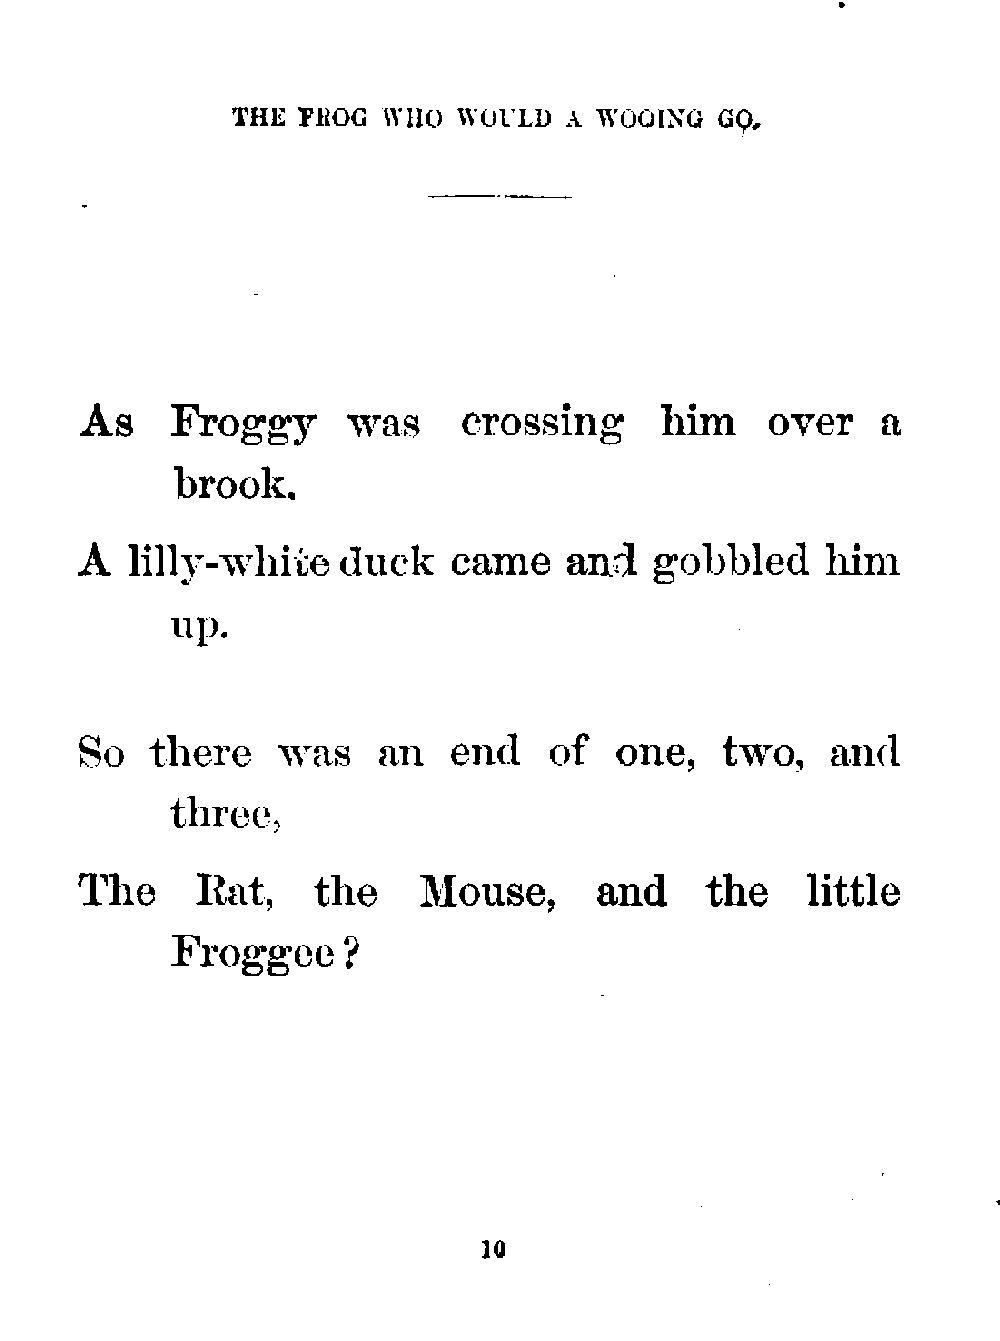 THE FROG WHO WOULD A WOOING GO.
As Froggy was crossing him over a
brook.
A lilly-white duck came and gobbled him
up.
So there was an end of one, two, and
three,
The Rat, the Mouse, and the little
Froggee?
10